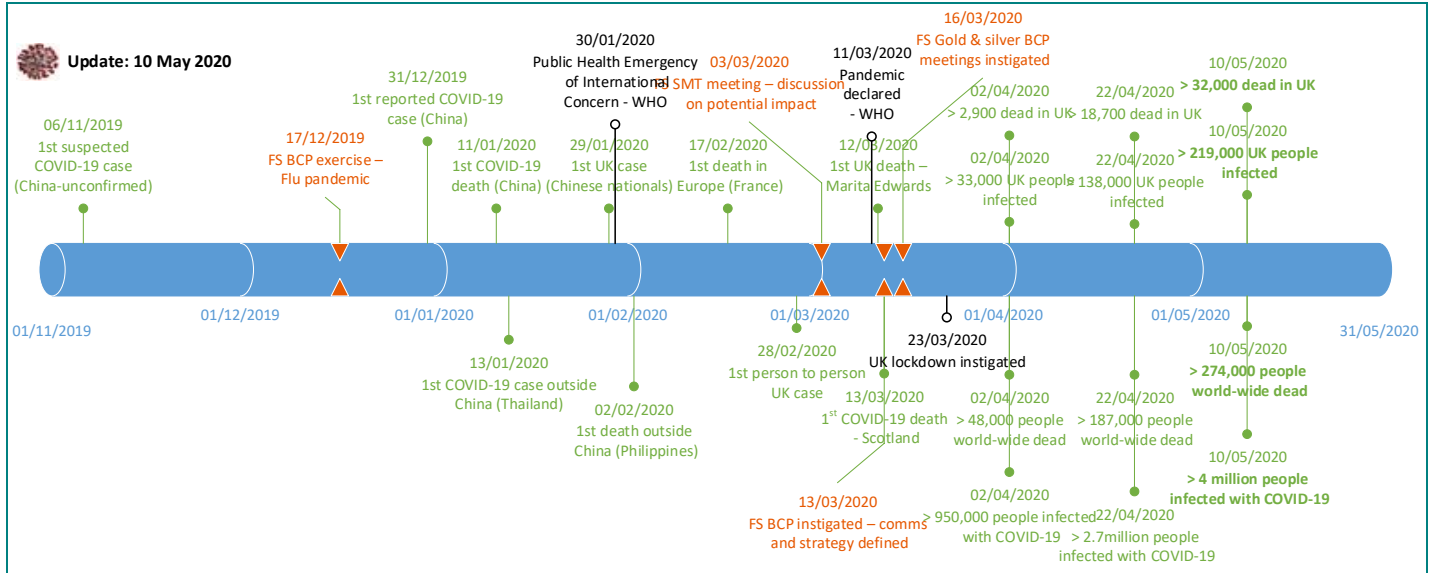 Update: 10 May 2020
06/11/2019
1st suspected
COVID-19 case
(China-unconfirmed)
17/12/2019
FS BCP exercise –
Flu pandemic
31/12/2019
1st reported COVID-19
case (China)
11/01/2020
1st COVID-19
death (China)
30/01/2020
Public Health Emergency
of International
Concern - WHO
29/01/2020
1st UK case
(Chinese nationals)
17/02/2020
1st death in
Europe (France)
03/03/2020
FS SMT meeting – discussion
on potential impact
11/03/2020
Pandemic
declared
- WHO
12/03/2020
1st UK death –
Marita Edwards
16/03/2020
FS Gold & silver BCP
meetings instigated
02/04/2020
> 2,900 dead in UK
02/04/2020
> 33,000 UK people
infected
22/04/2020
> 18,700 dead in UK
22/04/2020
> 138,000 UK people
infected
10/05/2020
> 32,000 dead in UK
10/05/2020
> 219,000 UK people
infected
01/11/2019
01/12/2019
01/01/2020
01/02/2020
01/03/2020
01/04/2020
01/05/2020
31/05/2020
13/01/2020
1st COVID-19 case outside
China (Thailand)
02/02/2020
1st death outside
China (Philippines)
28/02/2020
1st person to person
UK case
23/03/2020
UK lockdown instigated
13/03/2020
1st COVID-19 death
- Scotland
13/03/2020
FS BCP instigated – comms
and strategy defined
02/04/2020
> 48,000 people
world-wide dead
02/04/2020
> 950,000 people infected
with COVID-19
22/04/2020
> 187,000 people
world-wide dead
22/04/2020
> 2.7million people
infected with COVID-19
10/05/2020
> 274,000 people
world-wide dead
10/05/2020
> 4 million people
infected with COVID-19